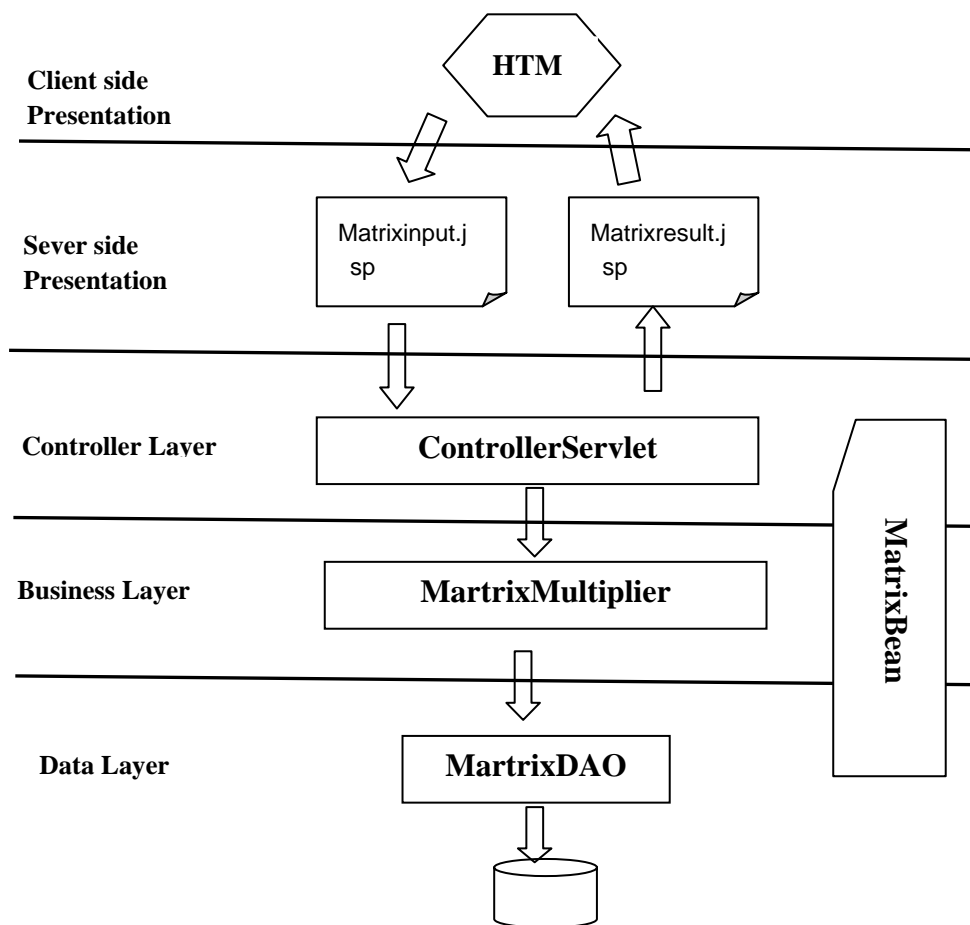 HTM
Client side
Presentation
Matrixinput.j
sp
Matrixresult.j
sp
Sever side
Presentation
Controller Layer
ControllerServlet
MatrixBean
Business Layer
MartrixMultiplier
Data Layer
MartrixDAO